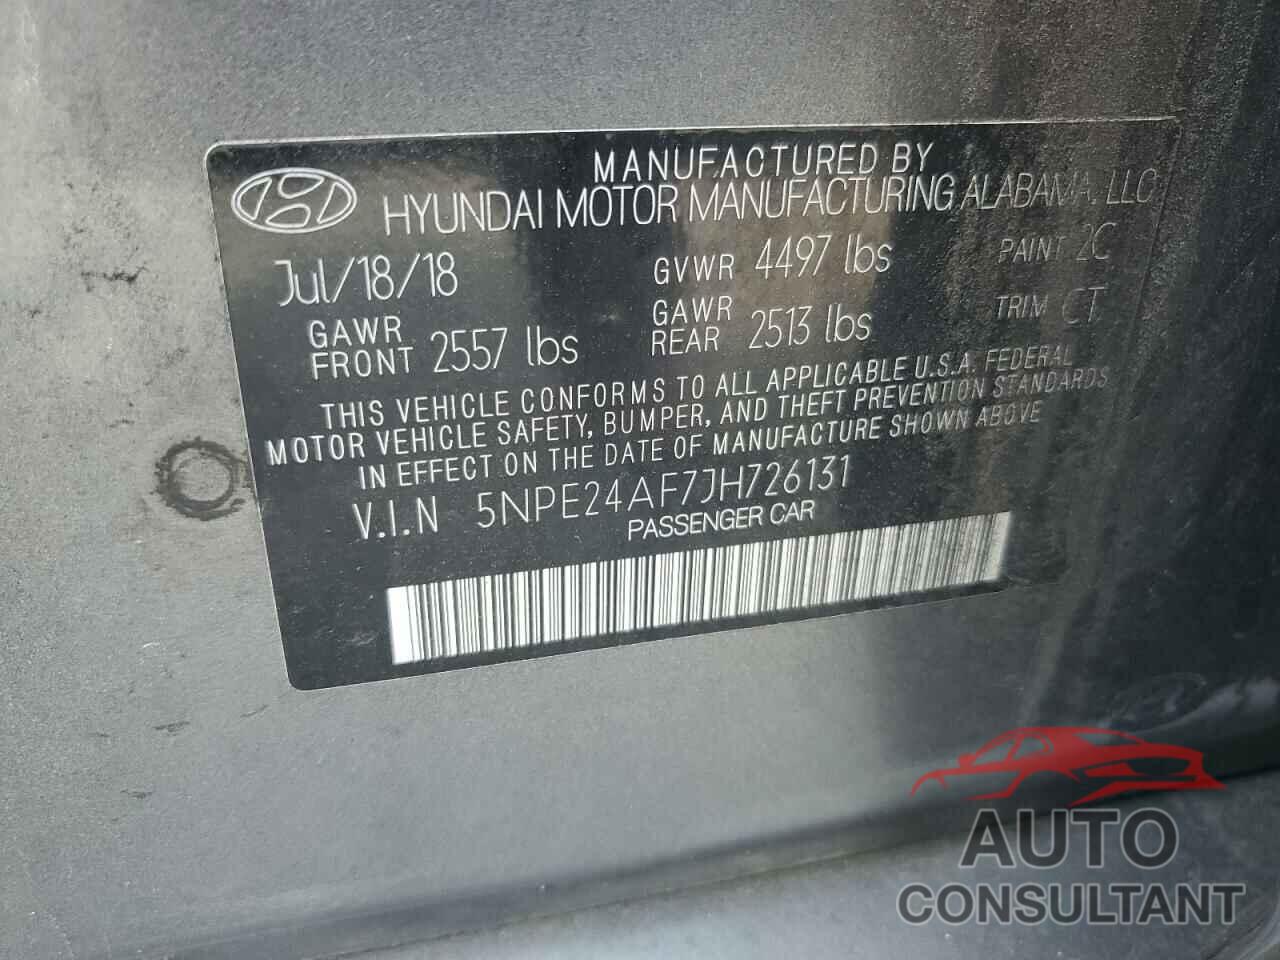 MANUFACTURED BY
HYUNDAI MOTOR MANUFACTURING ALABAMA, LLC
Jul/18/18 GVWR 4497 lbs PAINT 2C
GAWR FRONT 2557 lbs GAWR REAR 2513 lbs TRIM CT
THIS VEHICLE CONFORMS TO ALL APPLICABLE U.S.A. FEDERAL
MOTOR VEHICLE SAFETY, BUMPER, AND THEFT PREVENTION STANDARDS
IN EFFECT ON THE DATE OF MANUFACTURE SHOWN ABOVE
V.I.N 5NPE24AF7JH726131
PASSENGER CAR
AUTO
CONSULTANT